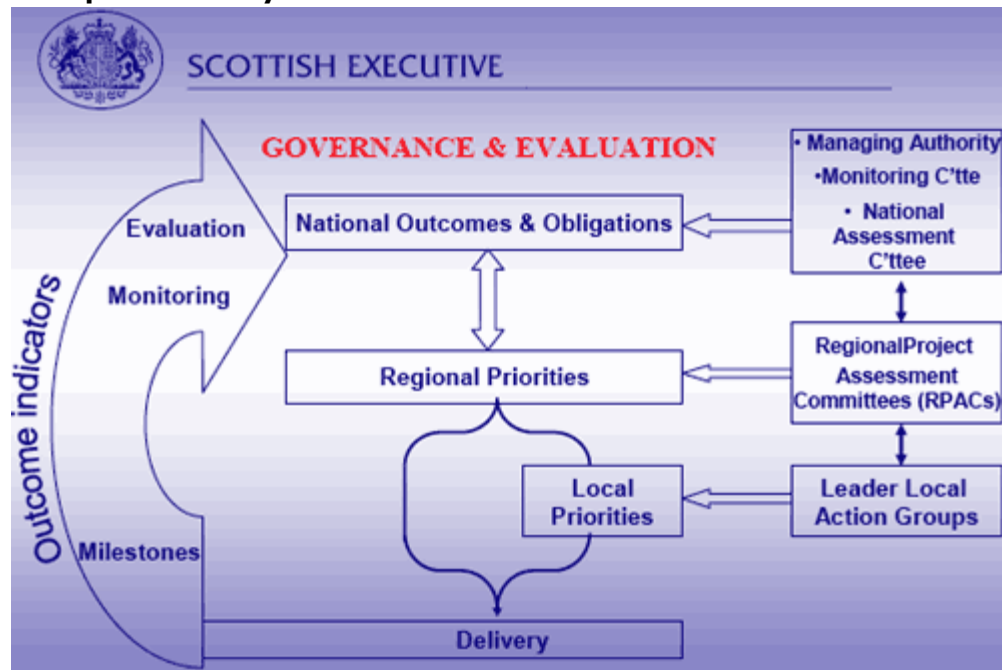 SCOTTISH EXECUTIVE
GOVERNANCE & EVALUATION
• Managing Authority
•Monitoring C'tte
• National
Assessment
C'ttee
National Outcomes & Obligations
Evaluation
Monitoring
Outcome indicators
Milestones
Regional Priorities
RegionalProject
Assessment
Committees (RPACs)
Local
Priorities
Leader Local
Action Groups
Delivery